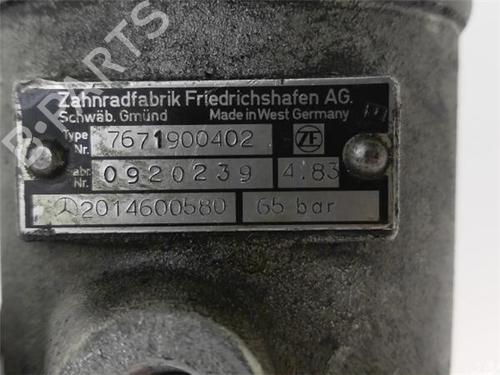 Zahnradfabrik Friedrichshafen AG.
Schwäb. Gmünd Made in West Germany
Type Nr. 7671900402 ZF
Fabr. Nr. 0920239 4.83
2014600580 65 bar
B-PARTS